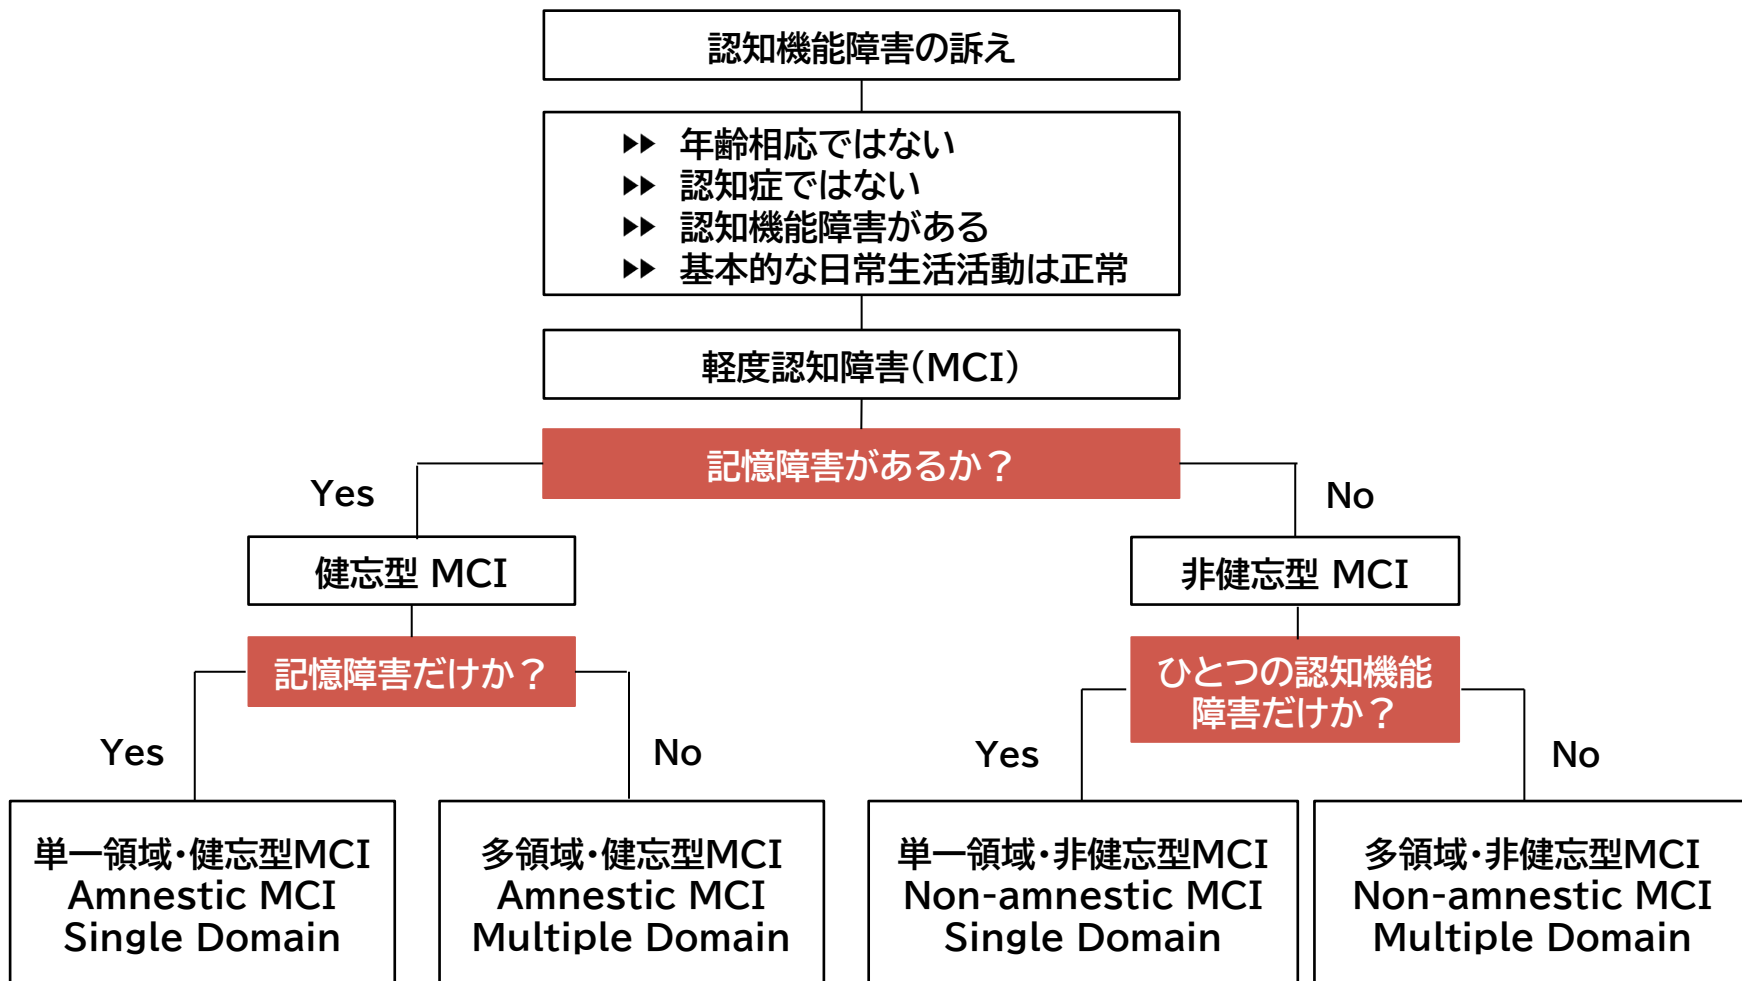 認知機能障害の訴え
▶▶ 年齢相応ではない
▶▶ 認知症ではない
▶▶ 認知機能障害がある
▶▶ 基本的な日常生活活動は正常
軽度認知障害(MCI)
記憶障害があるか？
Yes
No
健忘型 MCI
非健忘型 MCI
記憶障害だけか？
ひとつの認知機能
障害だけか？
Yes
No
Yes
No
単一領域・健忘型MCI
Amnestic MCI
Single Domain
多領域・健忘型MCI
Amnestic MCI
Multiple Domain
単一領域・非健忘型MCI
Non-amnestic MCI
Single Domain
多領域・非健忘型MCI
Non-amnestic MCI
Multiple Domain